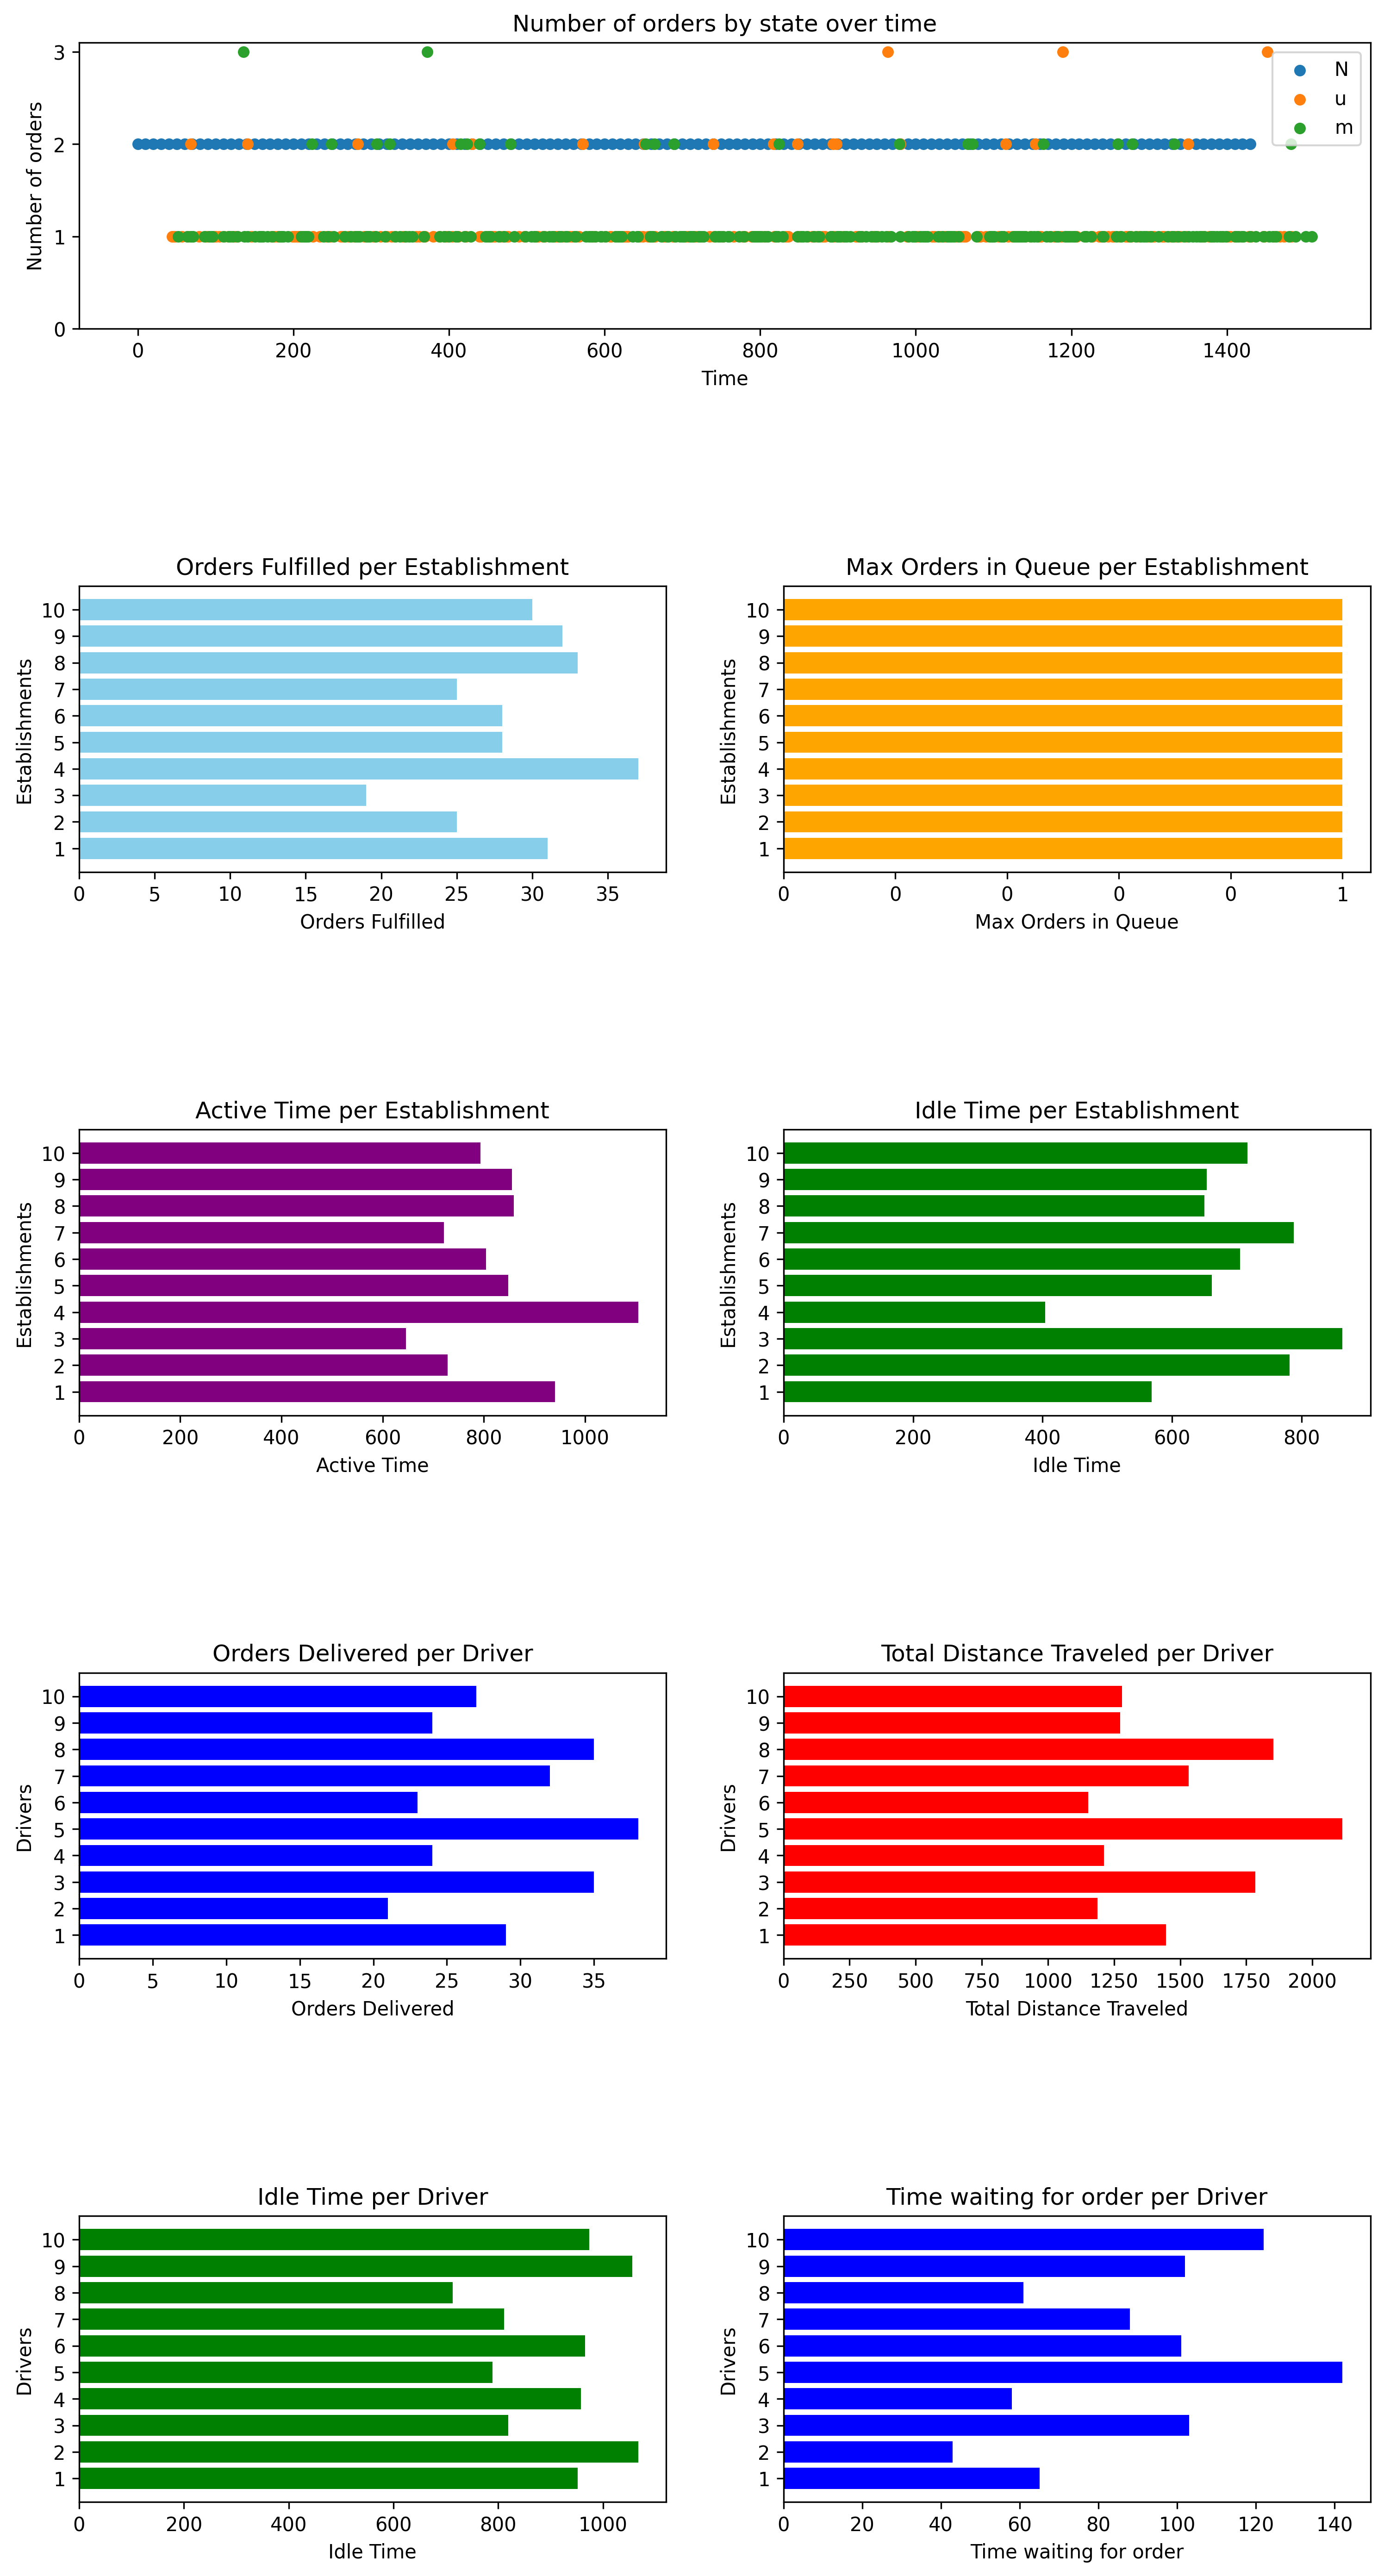 Number of orders by state over time
Number of orders
3
2
1
0
N
u
m
0 200 400 600 800 1000 1200 1400
Time
Orders Fulfilled per Establishment
Establishments
10
9
8
7
6
5
4
3
2
1
0 5 10 15 20 25 30 35
Orders Fulfilled
Max Orders in Queue per Establishment
Establishments
10
9
8
7
6
5
4
3
2
1
0 0 0 0 0 1
Max Orders in Queue
Active Time per Establishment
Establishments
10
9
8
7
6
5
4
3
2
1
0 200 400 600 800 1000
Active Time
Idle Time per Establishment
Establishments
10
9
8
7
6
5
4
3
2
1
0 200 400 600 800
Idle Time
Orders Delivered per Driver
Drivers
10
9
8
7
6
5
4
3
2
1
0 5 10 15 20 25 30 35
Orders Delivered
Total Distance Traveled per Driver
Drivers
10
9
8
7
6
5
4
3
2
1
0 250 500 750 1000 1250 1500 1750 2000
Total Distance Traveled
Idle Time per Driver
Drivers
10
9
8
7
6
5
4
3
2
1
0 200 400 600 800 1000
Idle Time
Time waiting for order per Driver
Drivers
10
9
8
7
6
5
4
3
2
1
0 20 40 60 80 100 120 140
Time waiting for order